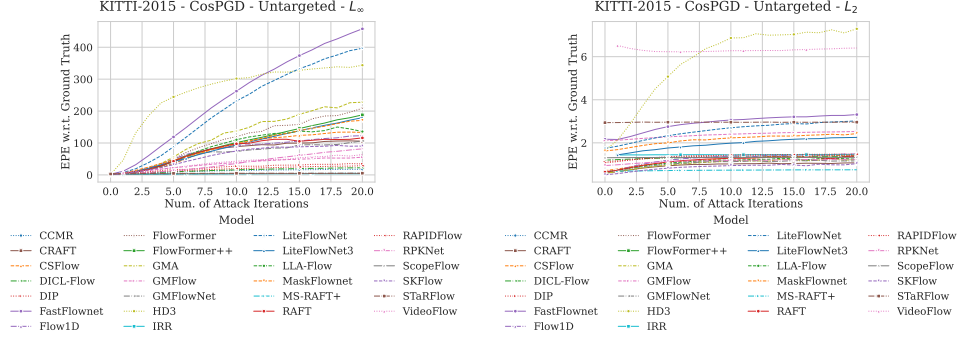 KITTI-2015 - CosPGD - Untargeted - L∞
EPE w.r.t. Ground Truth
400
300
200
100
0
0.0 2.5 5.0 7.5 10.0 12.5 15.0 17.5 20.0
Num. of Attack Iterations
Model
CCMR FlowFormer LiteFlowNet RAPIDFlow
CRAFT FlowFormer++ LiteFlowNet3 RPKNet
CSFlow GMA LLA-Flow ScopeFlow
DICL-Flow GMFlow MaskFlownet SKFlow
DIP GMFlowNet MS-RAFT+ STaRFlow
FastFlownet HD3 RAFT VideoFlow
Flow1D IRR
KITTI-2015 - CosPGD - Untargeted - L2
EPE w.r.t. Ground Truth
6
4
2
0.0 2.5 5.0 7.5 10.0 12.5 15.0 17.5 20.0
Num. of Attack Iterations
Model
CCMR FlowFormer LiteFlowNet RAPIDFlow
CRAFT FlowFormer++ LiteFlowNet3 RPKNet
CSFlow GMA LLA-Flow ScopeFlow
DICL-Flow GMFlow MaskFlownet SKFlow
DIP GMFlowNet MS-RAFT+ STaRFlow
FastFlownet HD3 RAFT VideoFlow
Flow1D IRR